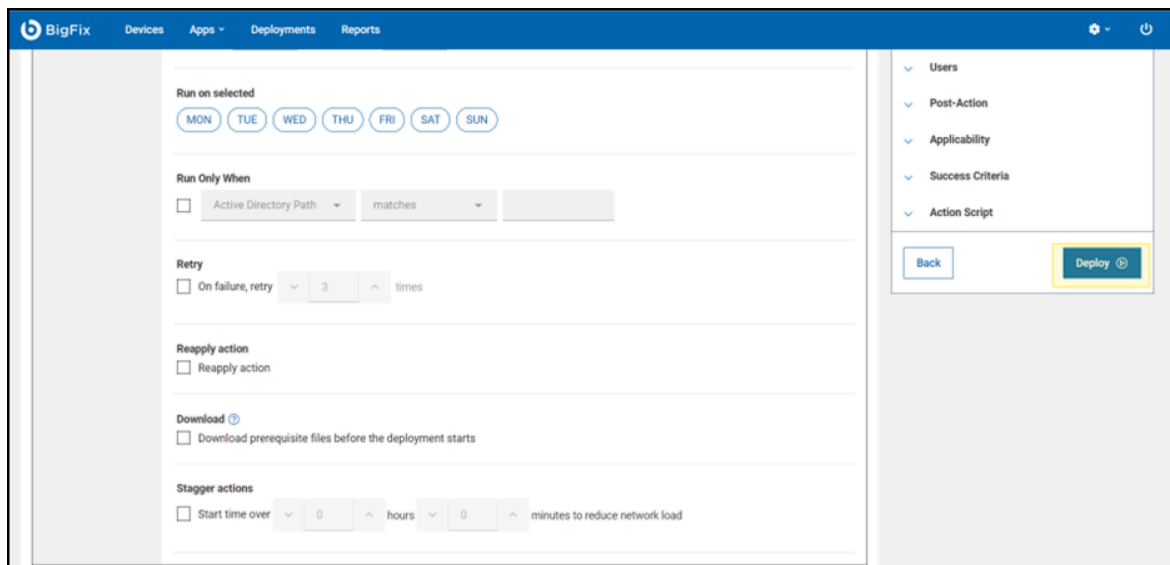 BigFix Devices Apps Deployments Reports
Run on selected
MON TUE WED THU FRI SAT SUN
Run Only When
Active Directory Path matches
Retry
On failure, retry 3 times
Reapply action
Reapply action
Download
Download prerequisite files before the deployment starts
Stagger actions
Start time over 0 hours 0 minutes to reduce network load
Users
Post-Action
Applicability
Success Criteria
Action Script
Back Deploy